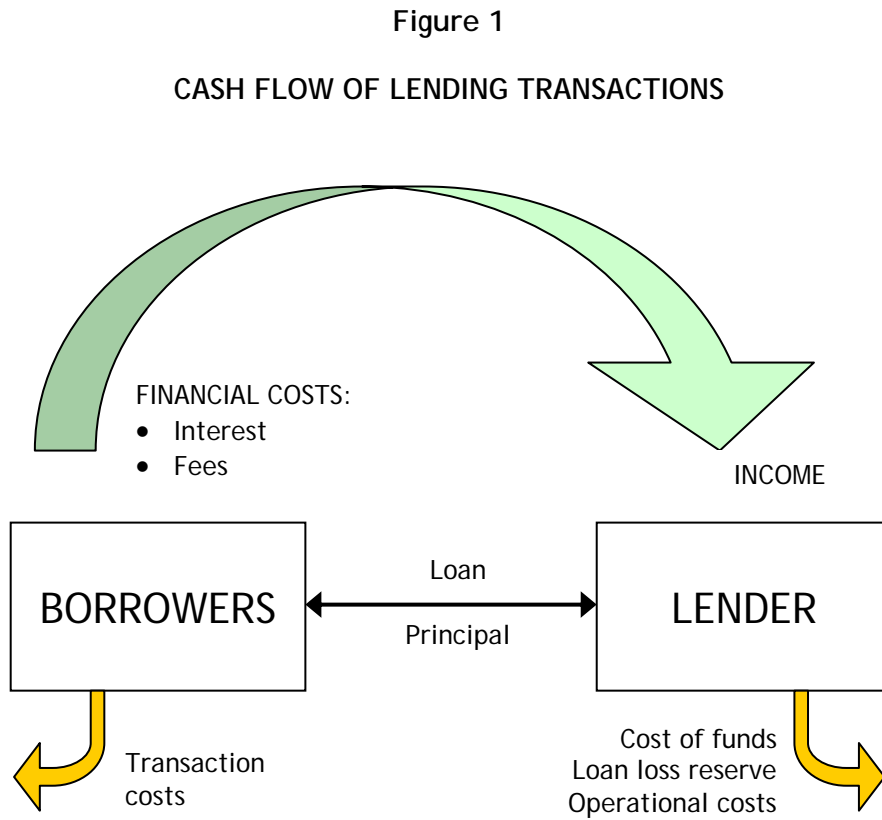 Figure 1
CASH FLOW OF LENDING TRANSACTIONS
FINANCIAL COSTS:
• Interest
• Fees
INCOME
BORROWERS
Loan
Principal
LENDER
Transaction
costs
Cost of funds
Loan loss reserve
Operational costs